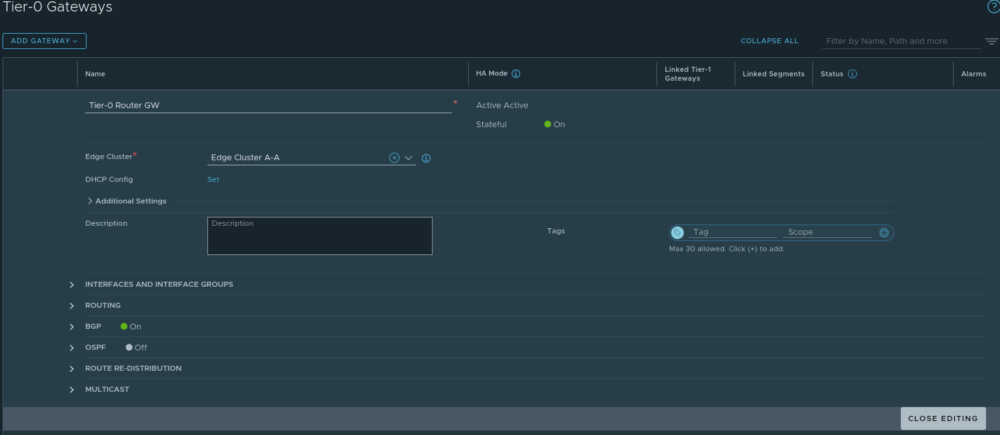 Tier-0 Gateways
?
ADD GATEWAY
COLLAPSE ALL
Filter by Name, Path and more
Name
HA Mode
Linked Tier-1 Gateways
Linked Segments
Status
Alarms
Tier-0 Router GW *
Active Active
Stateful On
Edge Cluster* Edge Cluster A-A
DHCP Config Set
Additional Settings
Description Description
Tags Tag Scope
Max 30 allowed. Click (+) to add.
INTERFACES AND INTERFACE GROUPS
ROUTING
BGP On
OSPF Off
ROUTE RE-DISTRIBUTION
MULTICAST
CLOSE EDITING